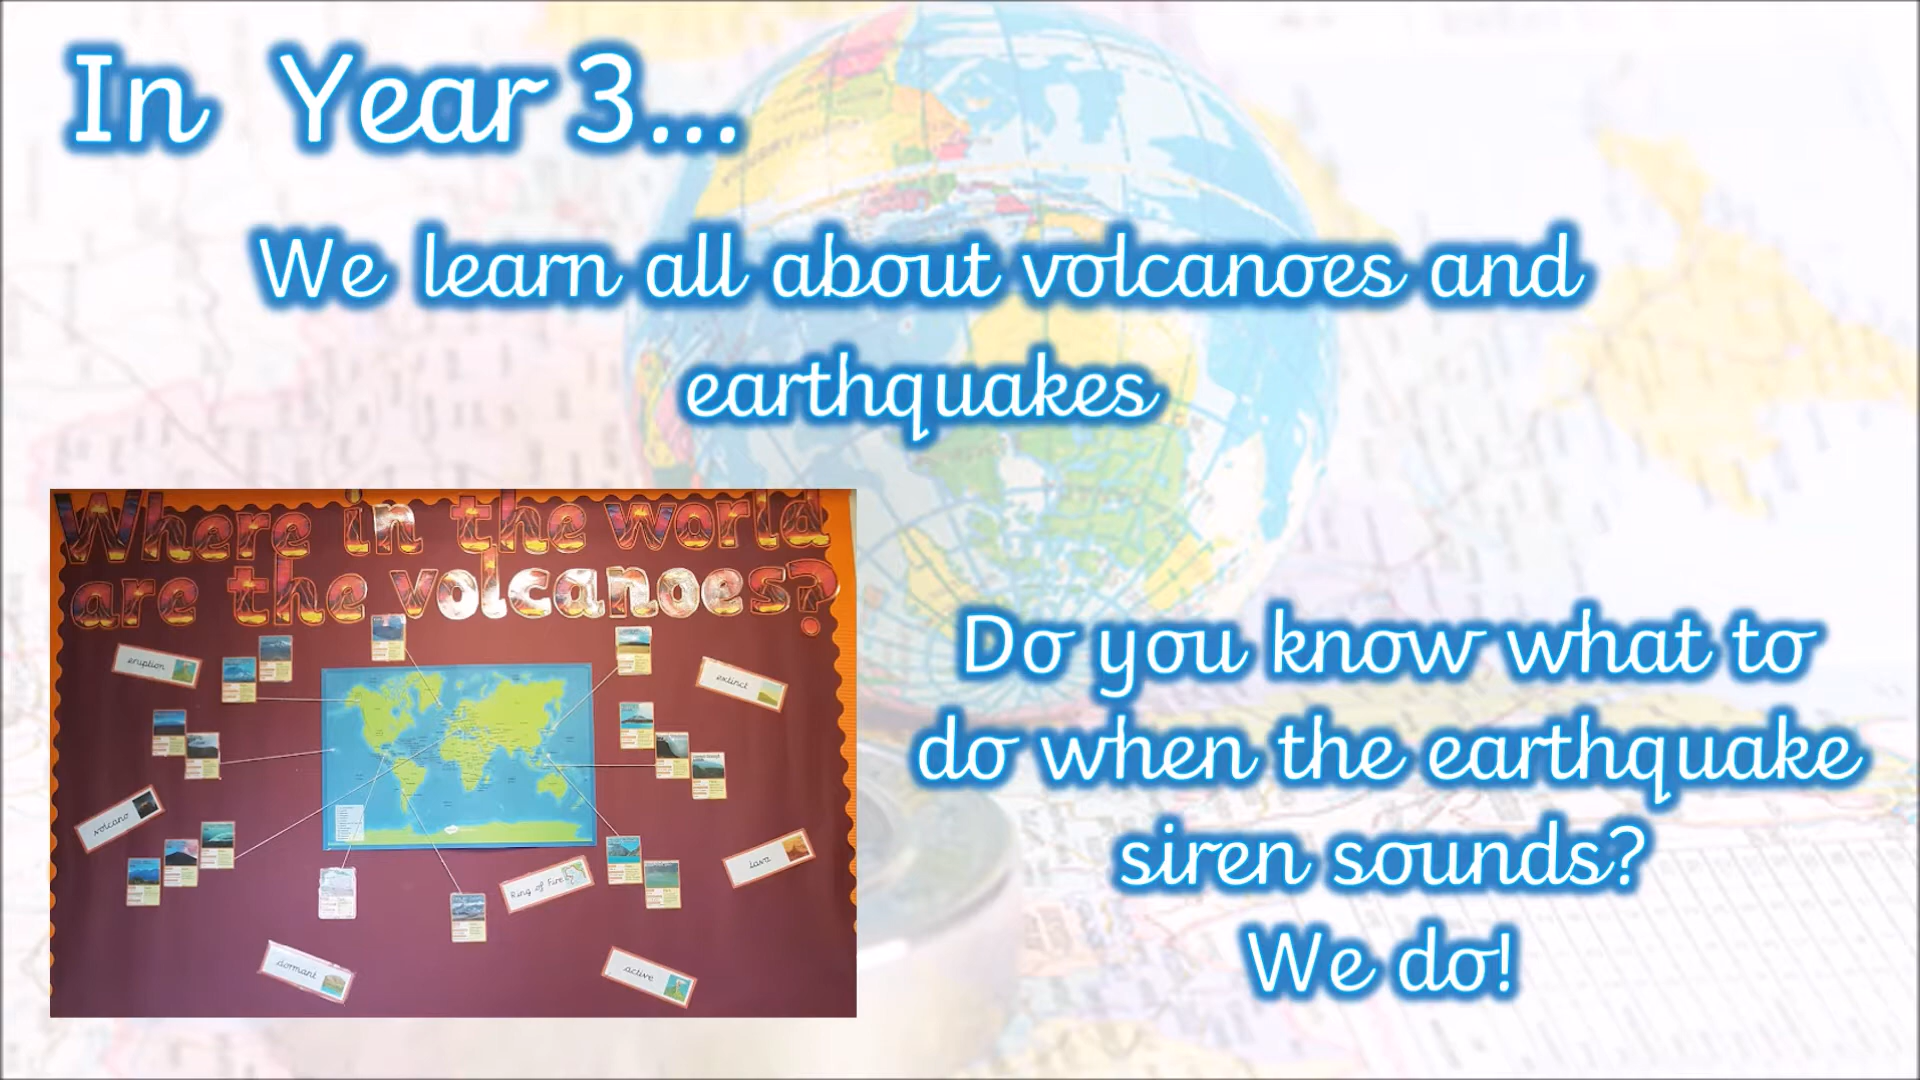 In Year 3...
We learn all about volcanoes and
earthquakes
Where in the world
are the volcanoes?
eruption
extinct
volcano
Ring of Fire
Lava
dormant
active
Do you know what to
do when the earthquake
siren sounds?
We do!